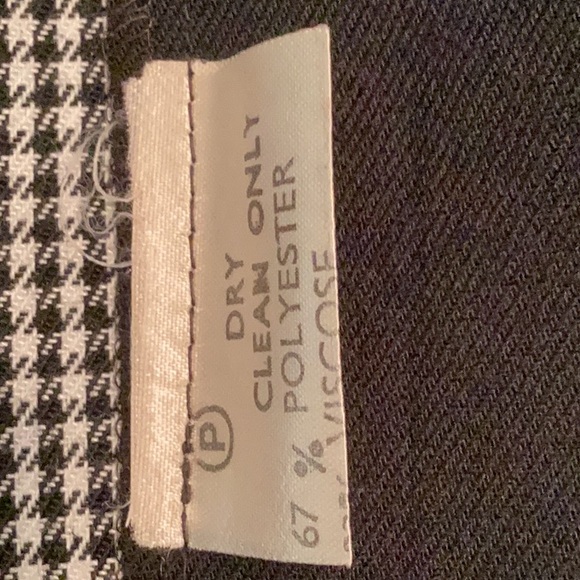 P
DRY
CLEAN ONLY
67 % POLYESTER
VISCOSE